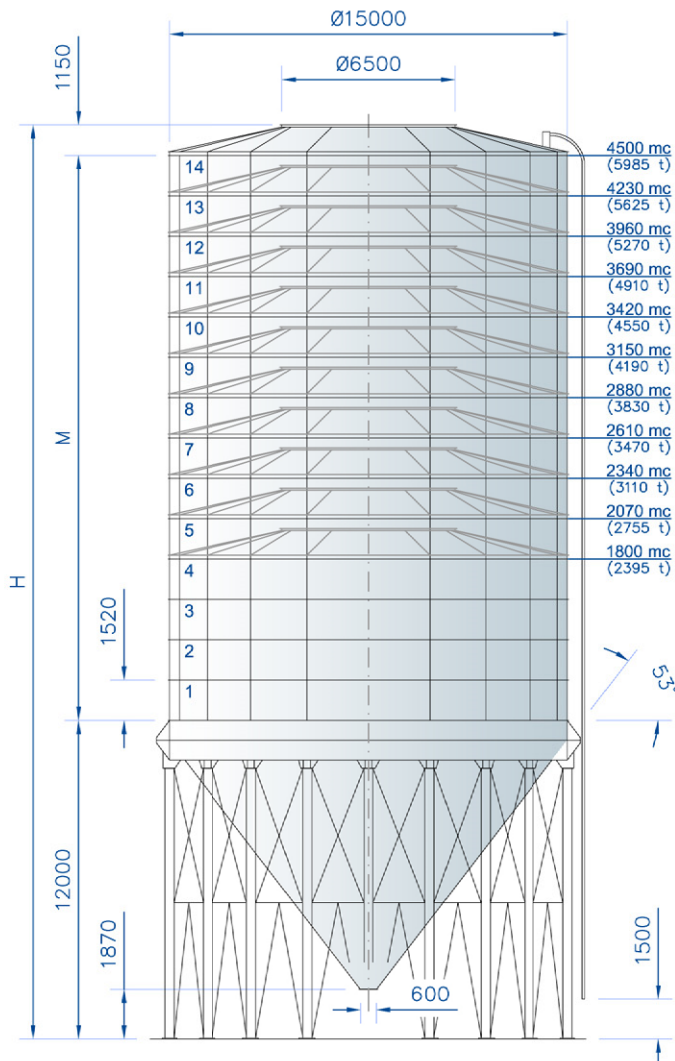 Ø15000
1150
Ø6500
4500 mc
(5985 t)
14
4230 mc
(5625 t)
13
3960 mc
(5270 t)
12
3690 mc
(4910 t)
11
3420 mc
(4550 t)
10
3150 mc
(4190 t)
9
2880 mc
(3830 t)
8
2610 mc
(3470 t)
7
2340 mc
(3110 t)
6
2070 mc
(2755 t)
5
1800 mc
(2395 t)
4
M
H
3
1520
2
1
53°
12000
1870
600
1500